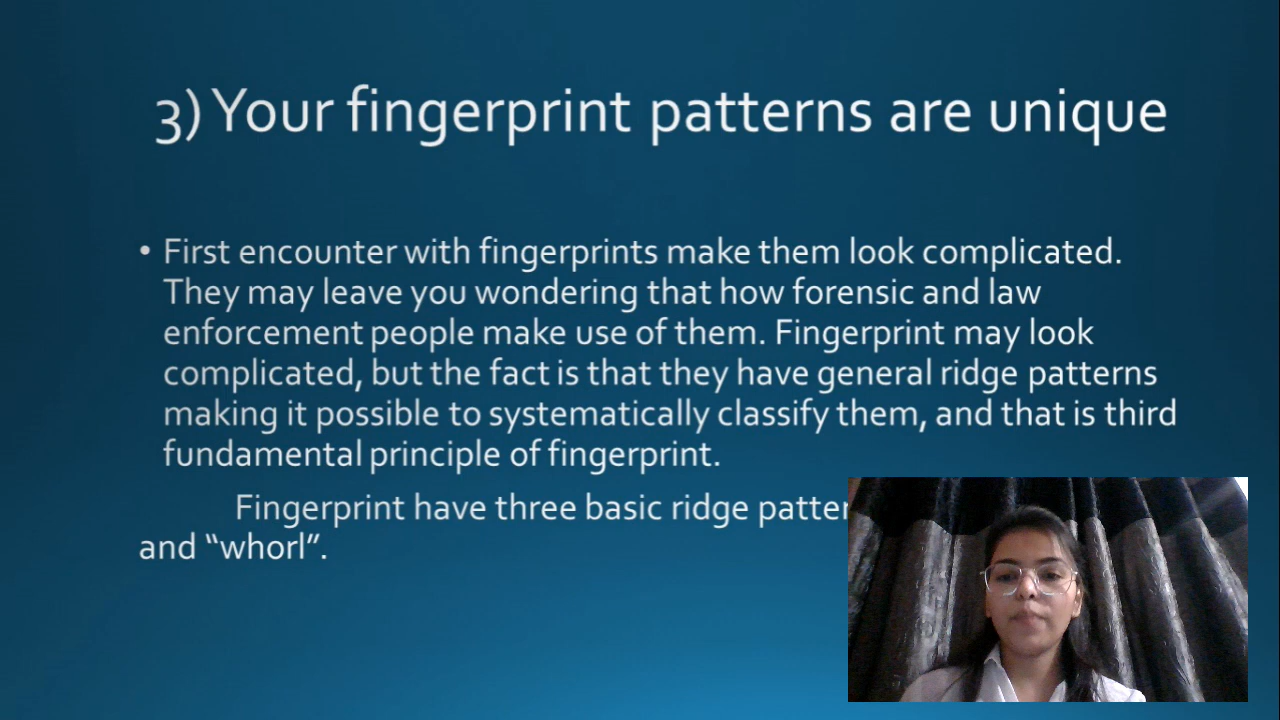 3) Your fingerprint patterns are unique
• First encounter with fingerprints make them look complicated.
They may leave you wondering that how forensic and law
enforcement people make use of them. Fingerprint may look
complicated, but the fact is that they have general ridge patterns
making it possible to systematically classify them, and that is third
fundamental principle of fingerprint.
Fingerprint have three basic ridge
and “whorl”.